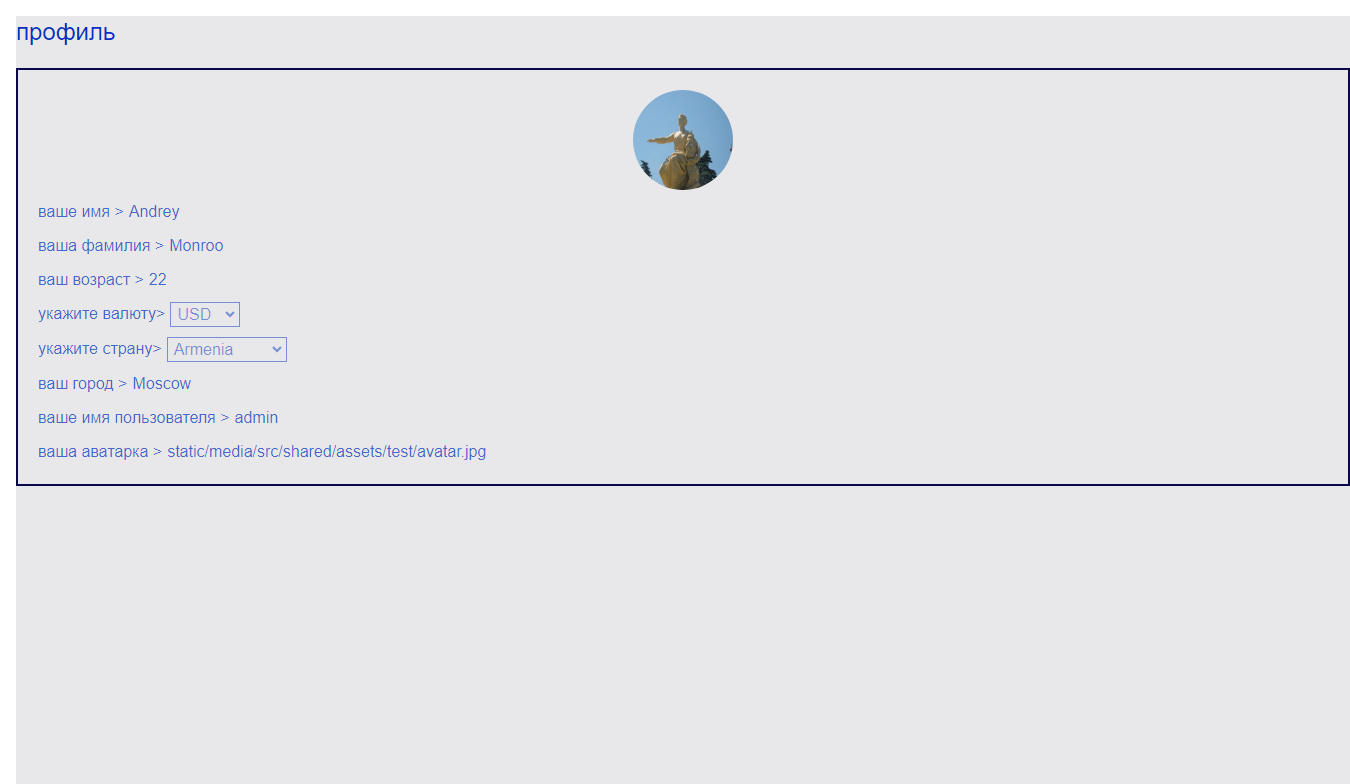 профиль
ваше имя > Andrey
ваша фамилия > Monroo
ваш возраст > 22
укажите валюту> USD
укажите страну> Armenia
ваш город > Moscow
ваше имя пользователя > admin
ваша аватарка > static/media/src/shared/assets/test/avatar.jpg